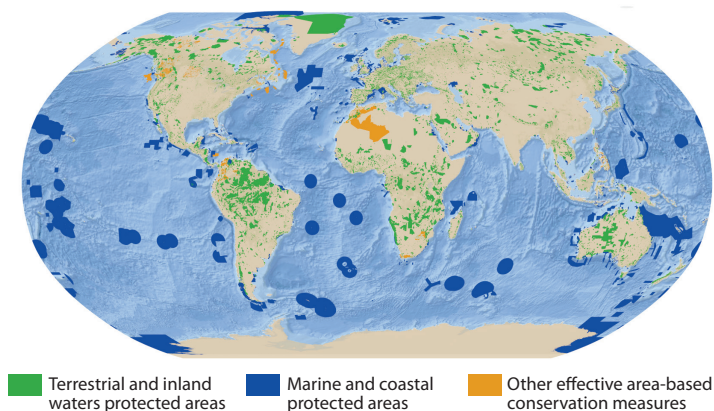 Terrestrial and inland
waters protected areas
Marine and coastal
protected areas
Other effective area-based
conservation measures